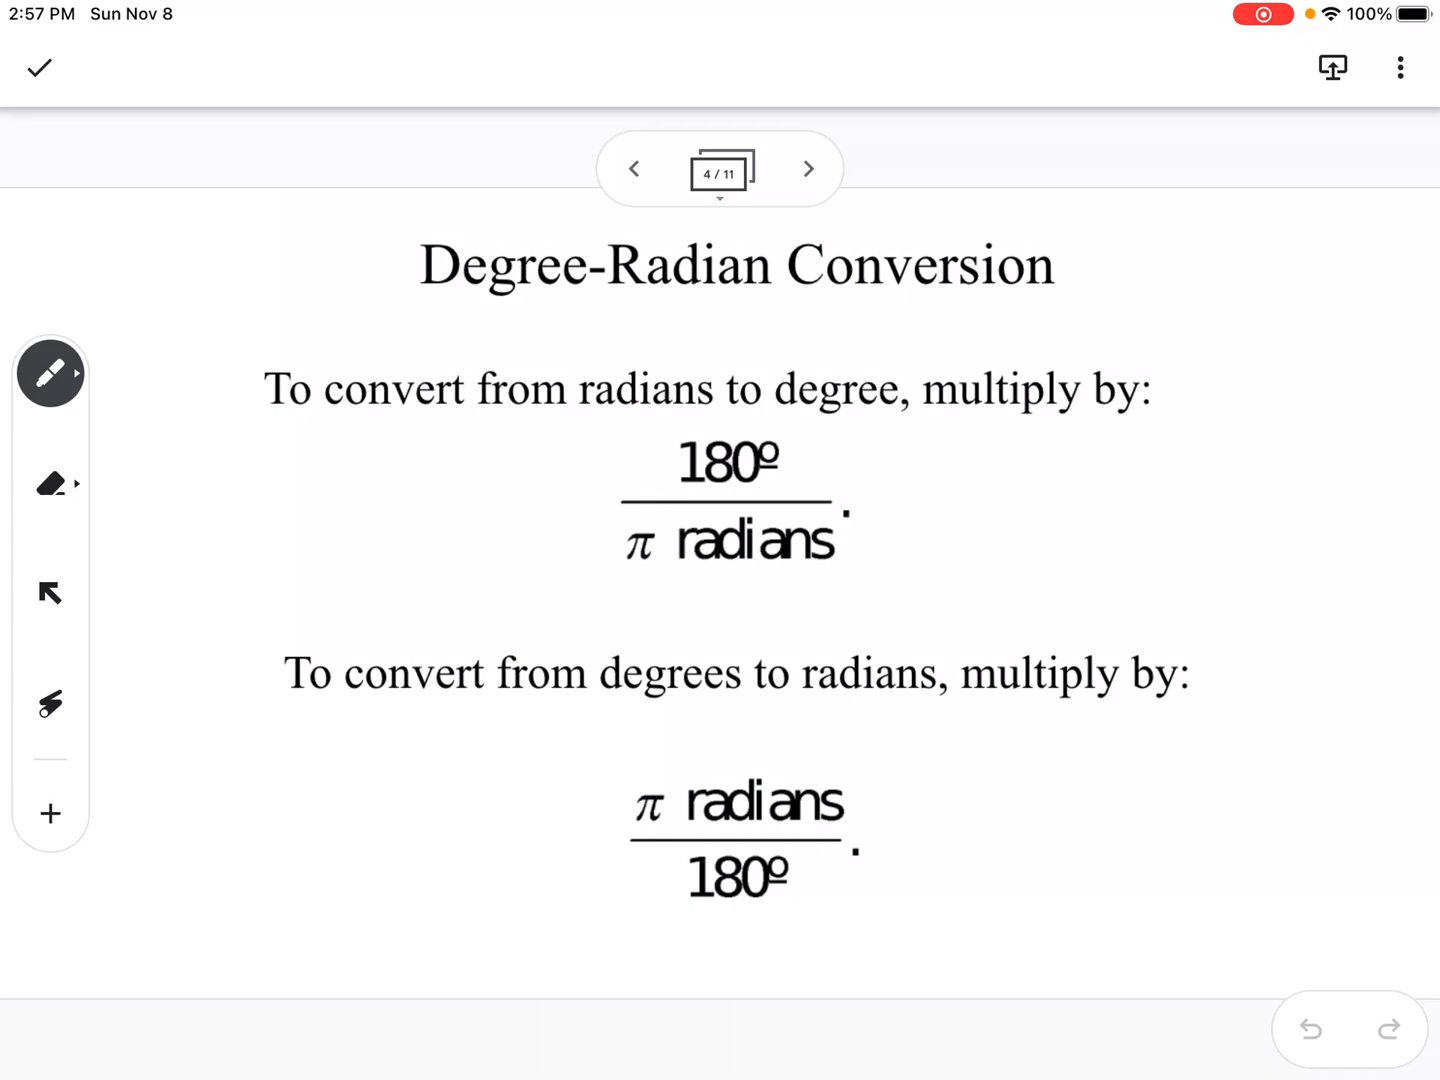 2:57 PM Sun Nov 8
100%
4 / 11
Degree-Radian Conversion
To convert from radians to degree, multiply by:
180º
π radians .
To convert from degrees to radians, multiply by:
π radians
180º .